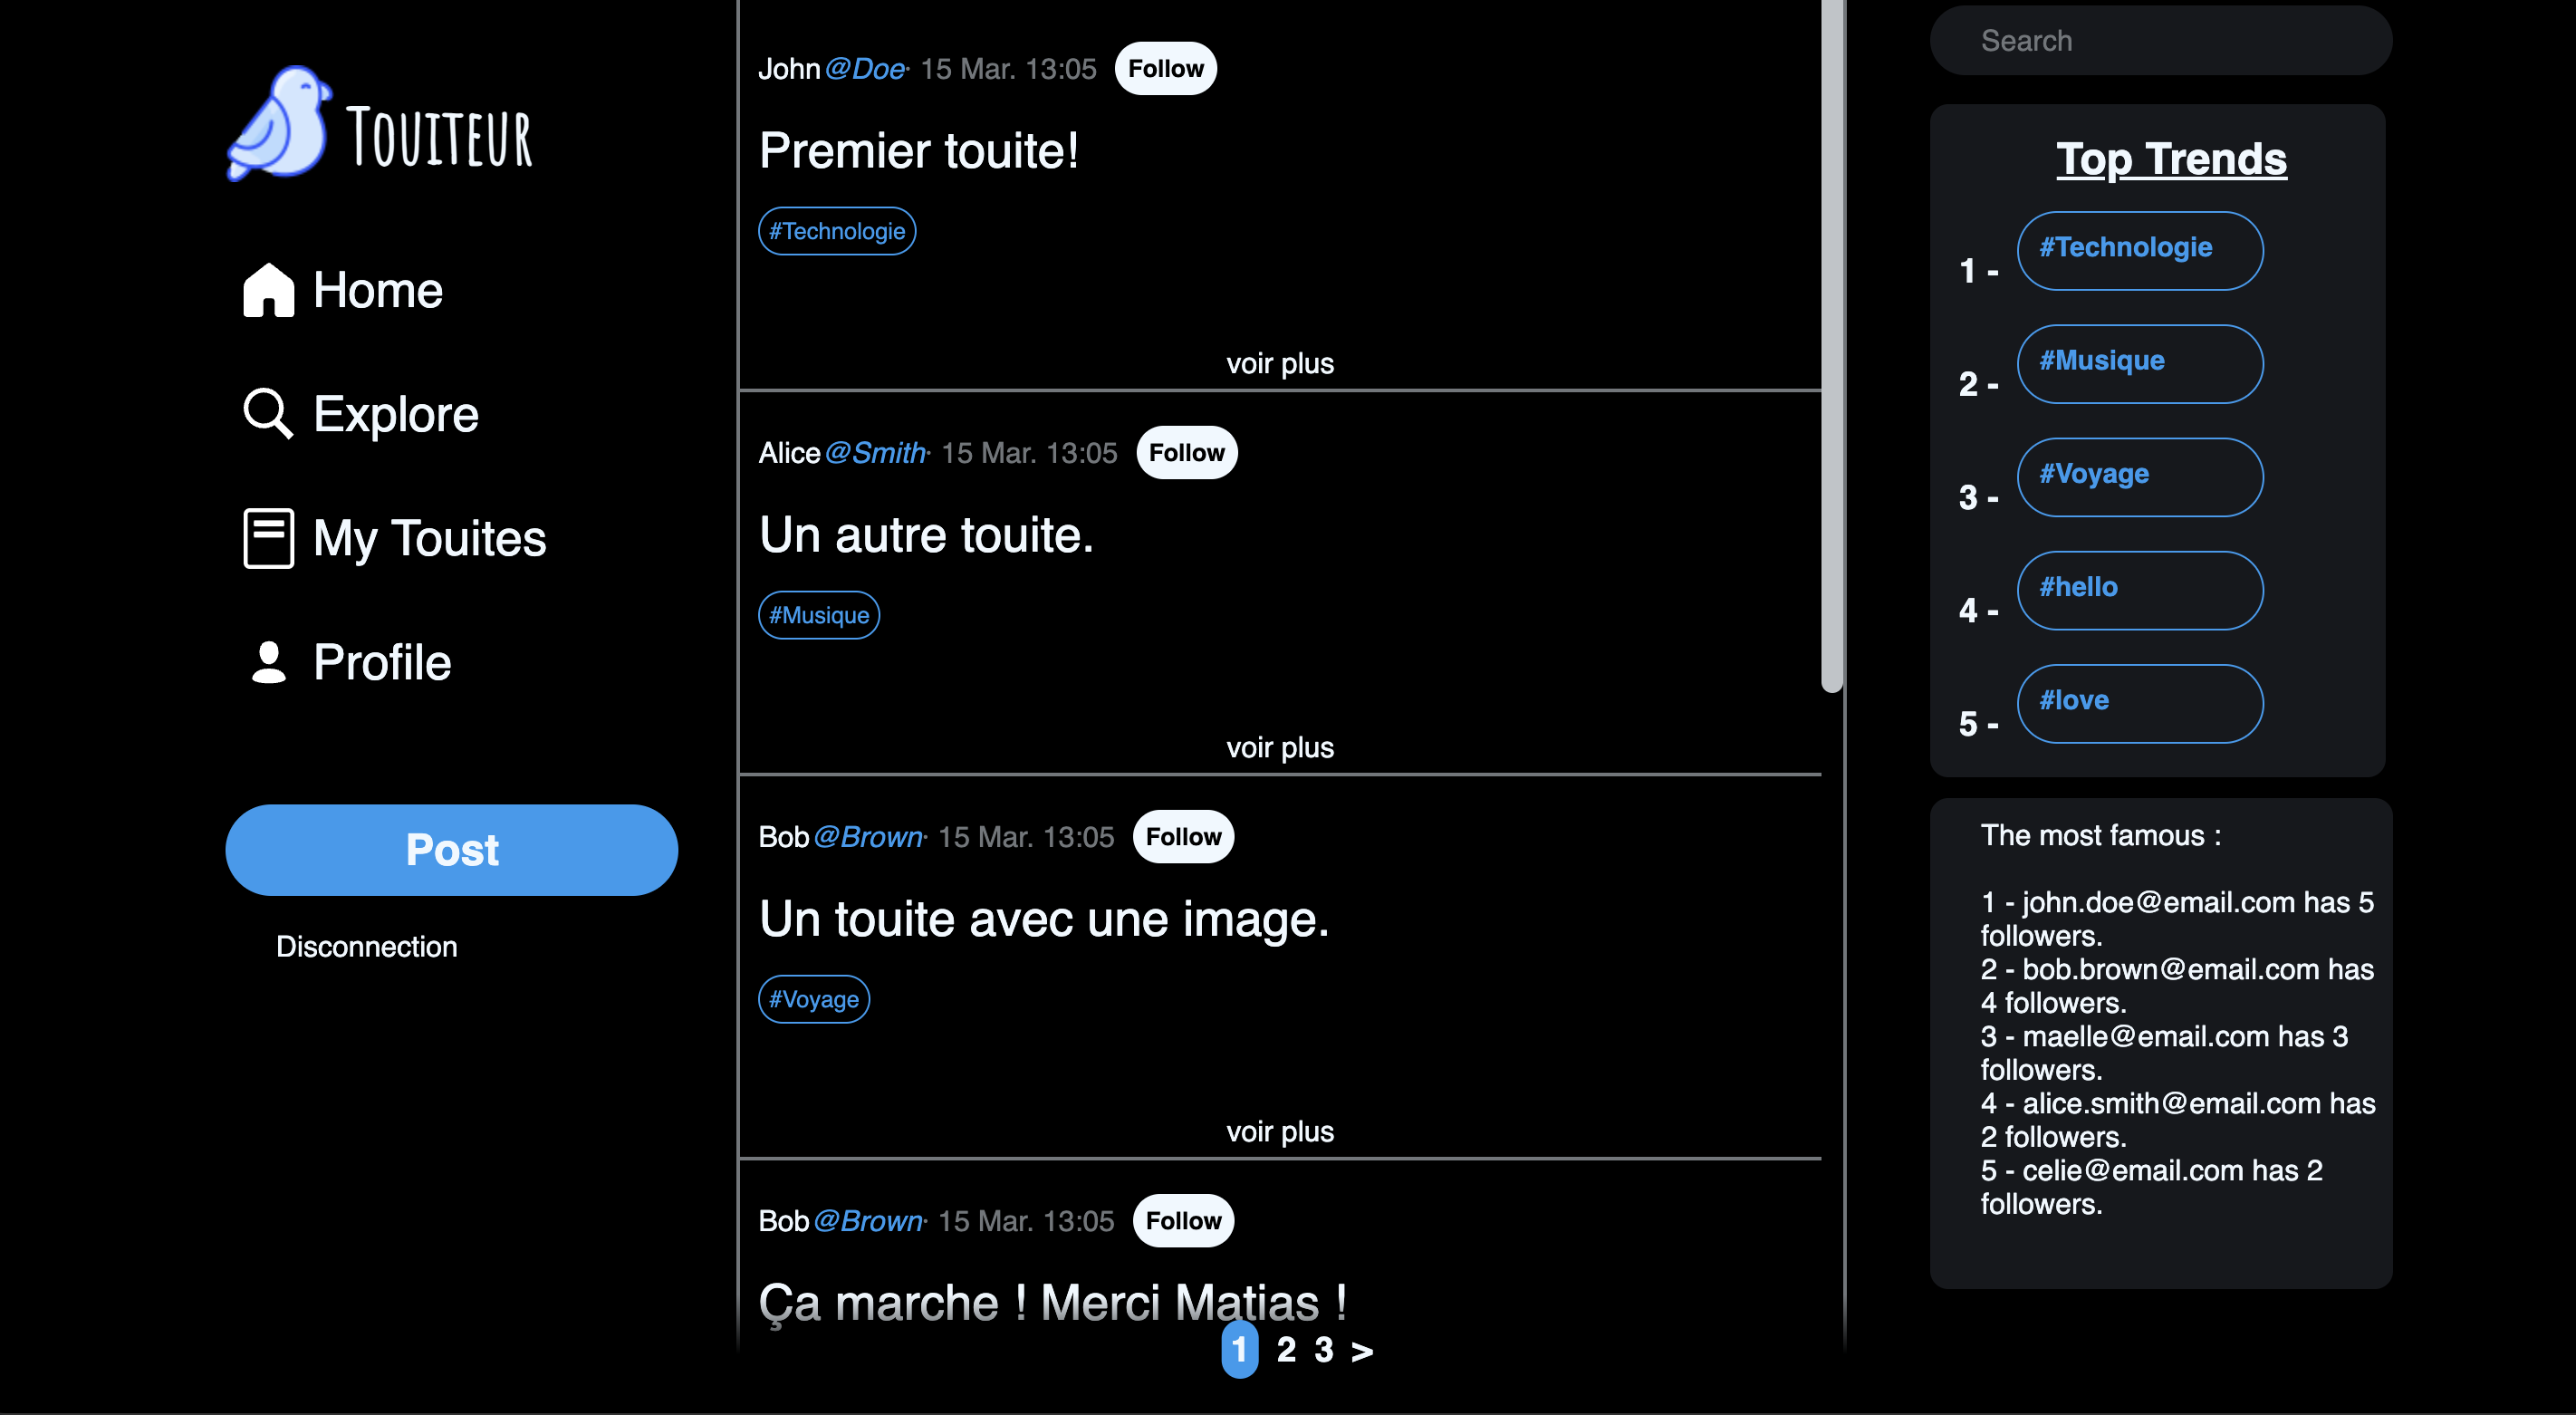 Touiteur
Home
Explore
My Touites
Profile
Post
Disconnection
John @Doe · 15 Mar. 13:05 Follow
Premier touite!
#Technologie
voir plus
Alice @Smith · 15 Mar. 13:05 Follow
Un autre touite.
#Musique
voir plus
Bob @Brown · 15 Mar. 13:05 Follow
Un touite avec une image.
#Voyage
voir plus
Bob @Brown · 15 Mar. 13:05 Follow
Ça marche ! Merci Matias !
1 2 3 >
Search
Top Trends
1 - #Technologie
2 - #Musique
3 - #Voyage
4 - #hello
5 - #love
The most famous :
1 - john.doe@email.com has 5
followers.
2 - bob.brown@email.com has
4 followers.
3 - maelle@email.com has 3
followers.
4 - alice.smith@email.com has
2 followers.
5 - celie@email.com has 2
followers.